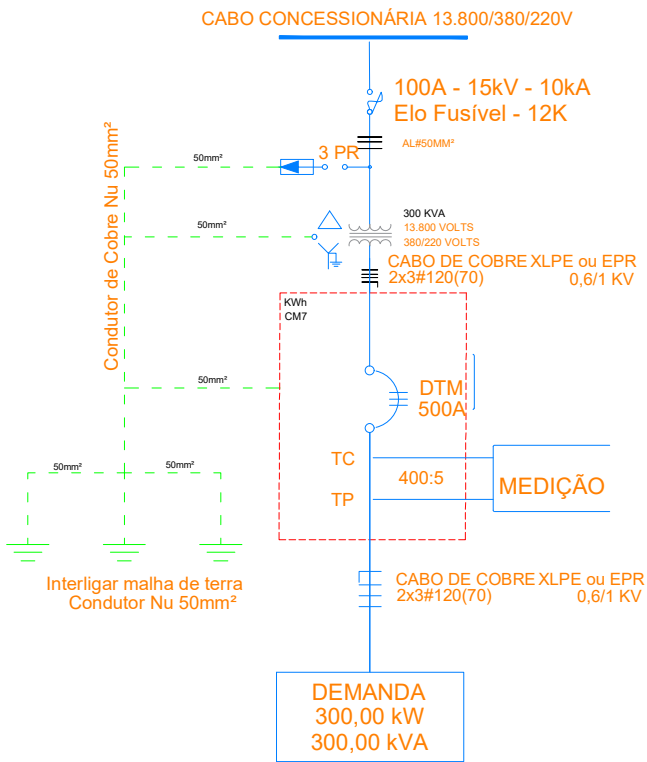 CABO CONCESSIONÁRIA 13.800/380/220V
100A - 15kV - 10kA
Elo Fusível - 12K
AL#50MM²
3 PR
50mm²
Condutor de Cobre Nu 50mm²
50mm²
300 KVA
13.800 VOLTS
380/220 VOLTS
CABO DE COBRE XLPE ou EPR
2x3#120(70) 0,6/1 KV
KWh
CM7
50mm²
DTM
500A
TC
400:5
TP
MEDIÇÃO
50mm² 50mm²
Interligar malha de terra
Condutor Nu 50mm²
CABO DE COBRE XLPE ou EPR
2x3#120(70) 0,6/1 KV
DEMANDA
300,00 kW
300,00 kVA